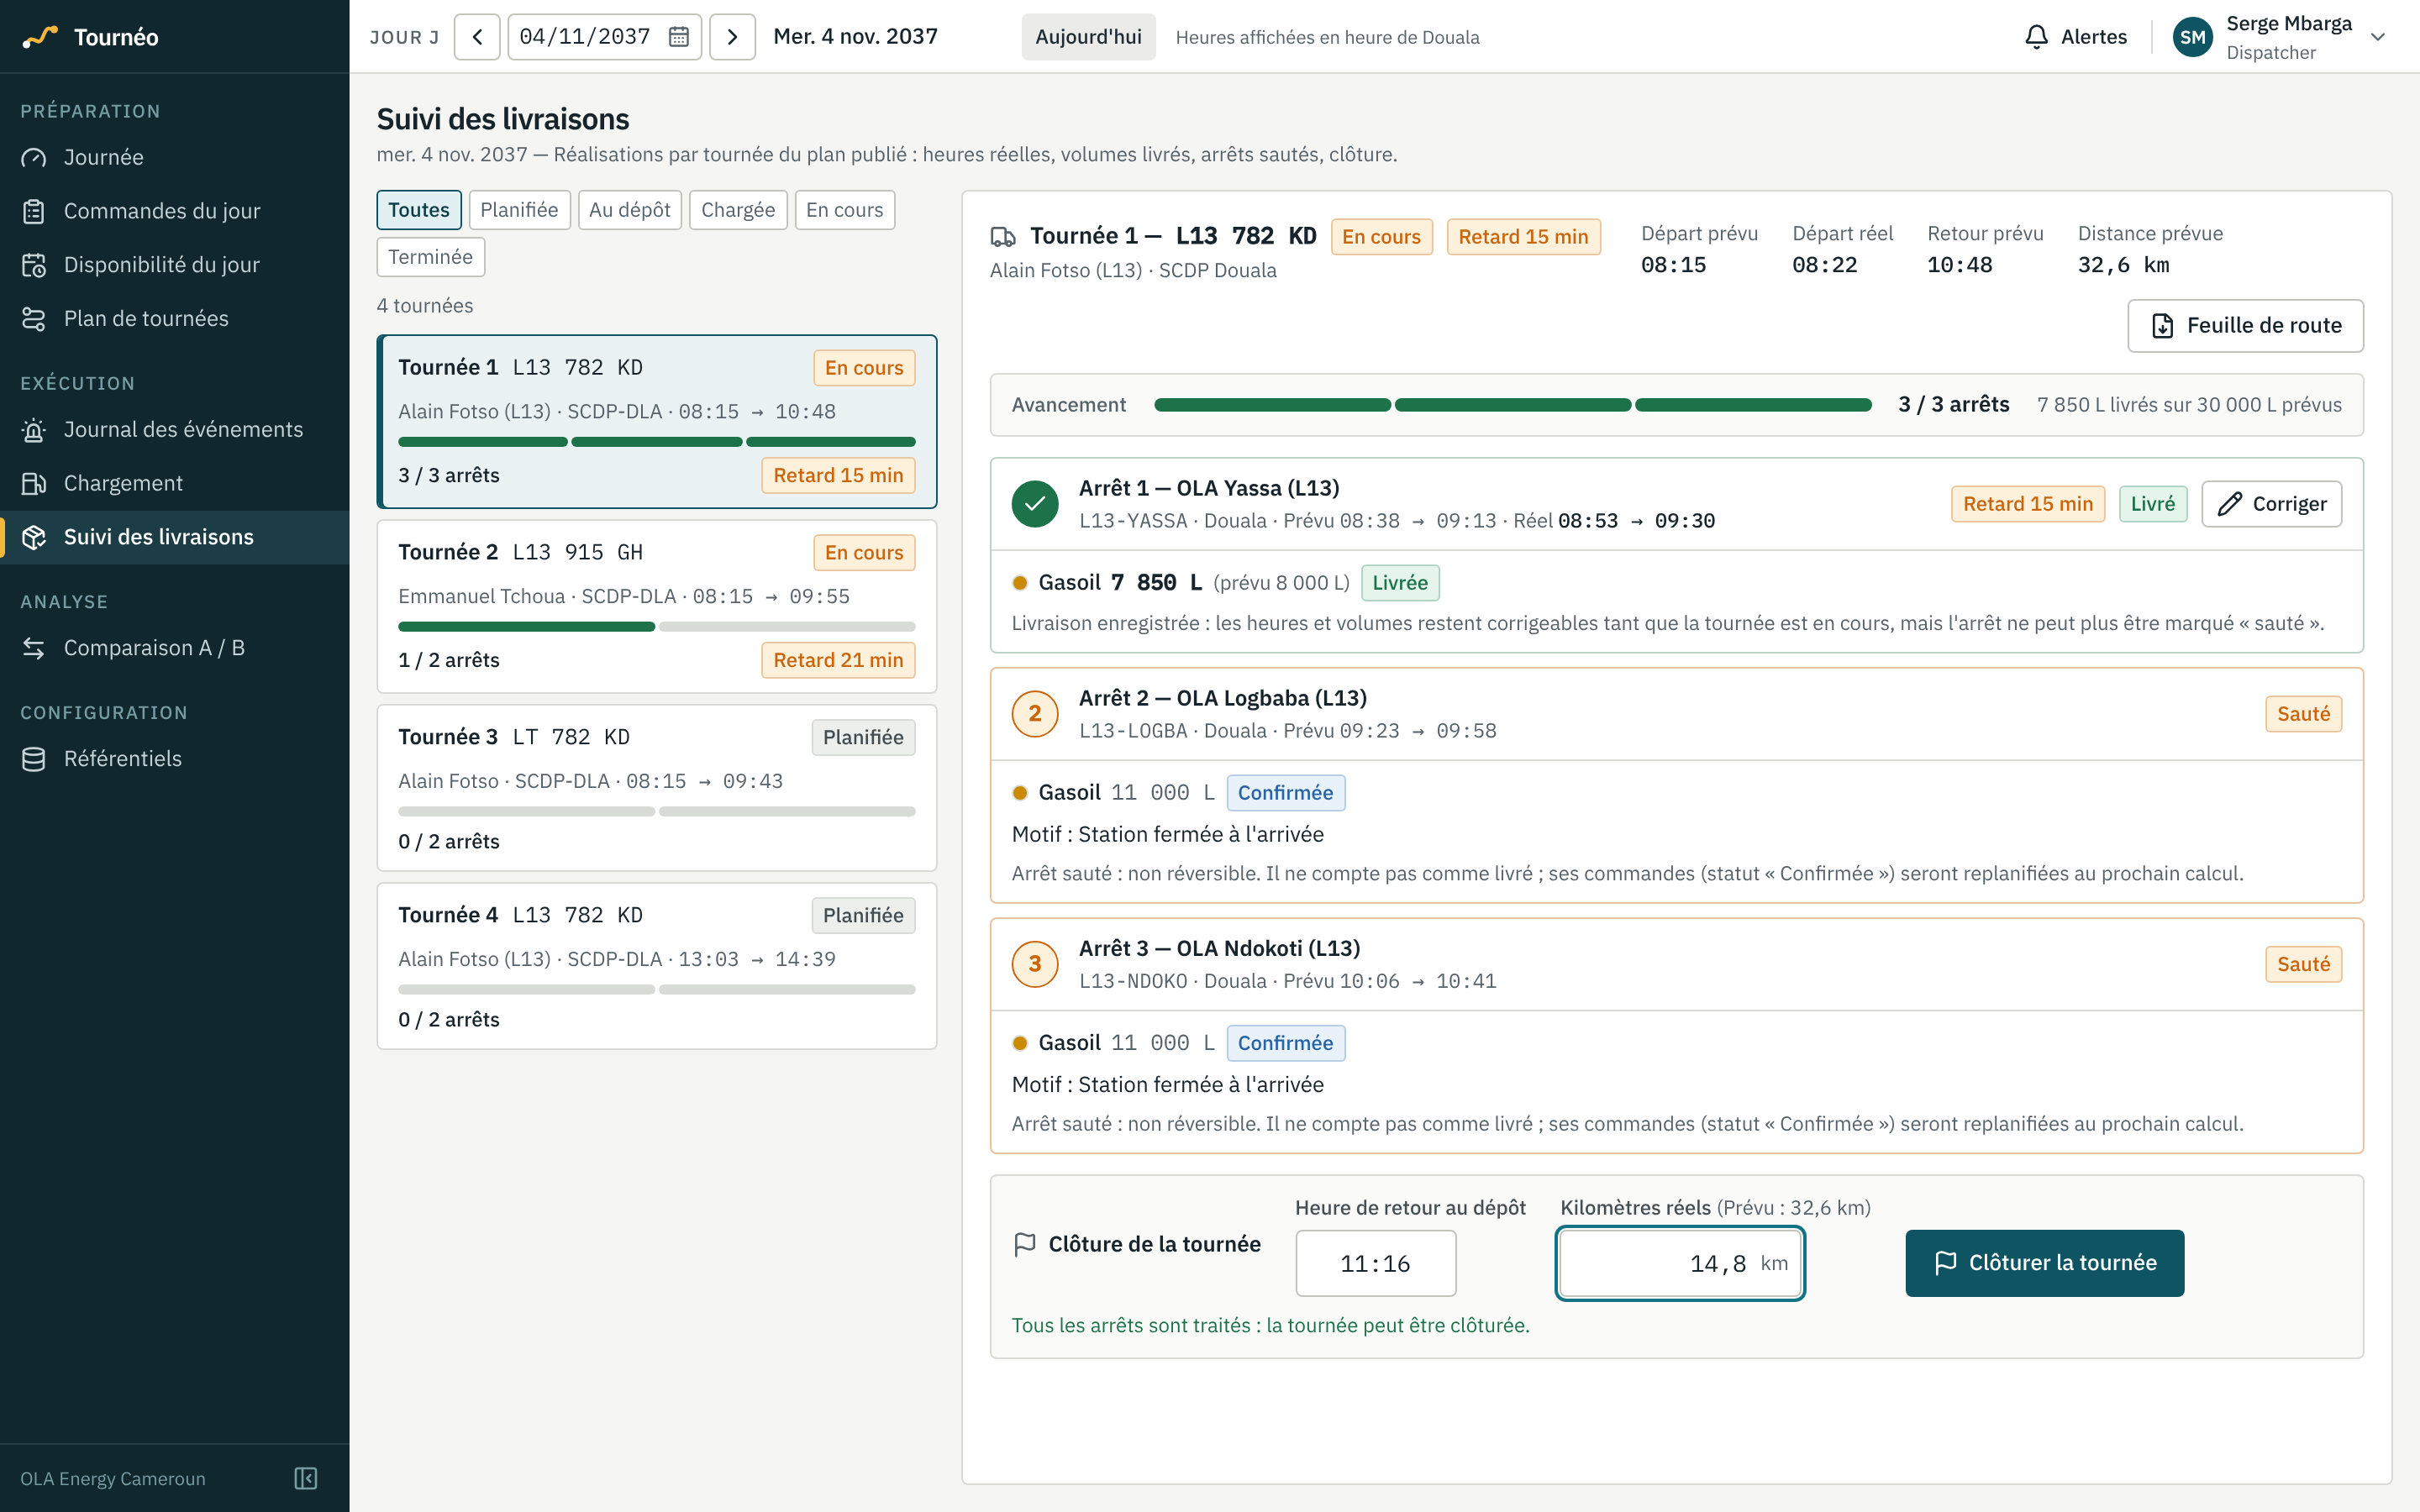 Tournéo
PRÉPARATION
Journée
Commandes du jour
Disponibilité du jour
Plan de tournées
EXÉCUTION
Journal des événements
Chargement
Suivi des livraisons
ANALYSE
Comparaison A / B
CONFIGURATION
Référentiels
OLA Energy Cameroun
JOUR J
04/11/2037
Mer. 4 nov. 2037
Aujourd'hui
Heures affichées en heure de Douala
Alertes
SM
Serge Mbarga
Dispatcher
Suivi des livraisons
mer. 4 nov. 2037 — Réalisations par tournée du plan publié : heures réelles, volumes livrés, arrêts sautés, clôture.
Toutes
Planifiée
Au dépôt
Chargée
En cours
Terminée
4 tournées
Tournée 1 L13 782 KD
En cours
Alain Fotso (L13) · SCDP-DLA · 08:15 → 10:48
3 / 3 arrêts
Retard 15 min
Tournée 2 L13 915 GH
En cours
Emmanuel Tchoua · SCDP-DLA · 08:15 → 09:55
1 / 2 arrêts
Retard 21 min
Tournée 3 LT 782 KD
Planifiée
Alain Fotso · SCDP-DLA · 08:15 → 09:43
0 / 2 arrêts
Tournée 4 L13 782 KD
Planifiée
Alain Fotso (L13) · SCDP-DLA · 13:03 → 14:39
0 / 2 arrêts
Tournée 1 — L13 782 KD
En cours
Retard 15 min
Alain Fotso (L13) · SCDP Douala
Départ prévu
08:15
Départ réel
08:22
Retour prévu
10:48
Distance prévue
32,6 km
Feuille de route
Avancement
3 / 3 arrêts
7 850 L livrés sur 30 000 L prévus
Arrêt 1 — OLA Yassa (L13)
L13-YASSA · Douala · Prévu 08:38 → 09:13 · Réel 08:53 → 09:30
Retard 15 min
Livré
Corriger
Gasoil 7 850 L (prévu 8 000 L) Livrée
Livraison enregistrée : les heures et volumes restent corrigeables tant que la tournée est en cours, mais l'arrêt ne peut plus être marqué « sauté ».
2
Arrêt 2 — OLA Logbaba (L13)
L13-LOGBA · Douala · Prévu 09:23 → 09:58
Sauté
Gasoil 11 000 L Confirmée
Motif : Station fermée à l'arrivée
Arrêt sauté : non réversible. Il ne compte pas comme livré ; ses commandes (statut « Confirmée ») seront replanifiées au prochain calcul.
3
Arrêt 3 — OLA Ndokoti (L13)
L13-NDOKO · Douala · Prévu 10:06 → 10:41
Sauté
Gasoil 11 000 L Confirmée
Motif : Station fermée à l'arrivée
Arrêt sauté : non réversible. Il ne compte pas comme livré ; ses commandes (statut « Confirmée ») seront replanifiées au prochain calcul.
Clôture de la tournée
Heure de retour au dépôt
11:16
Kilomètres réels (Prévu : 32,6 km)
14,8 km
Clôturer la tournée
Tous les arrêts sont traités : la tournée peut être clôturée.